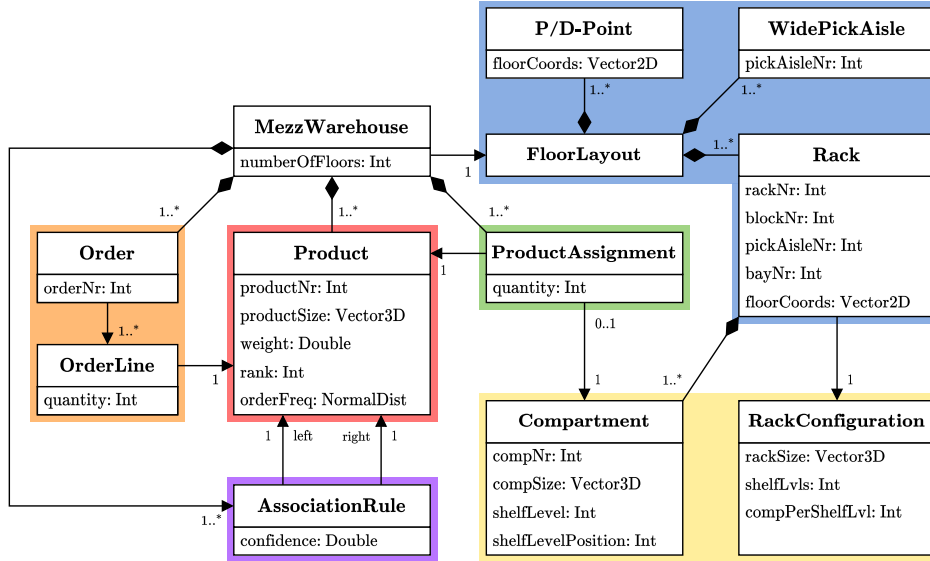 P/D-Point
floorCoords: Vector2D
WidePickAisle
pickAisleNr: Int
1..*
1..*
MezzWarehouse
numberOfFloors: Int
1
FloorLayout
1..*
Rack
rackNr: Int
blockNr: Int
pickAisleNr: Int
bayNr: Int
floorCoords: Vector2D
1..*
1..*
1..*
Order
orderNr: Int
Product
productNr: Int
productSize: Vector3D
weight: Double
rank: Int
orderFreq: NormalDist
1
ProductAssignment
quantity: Int
1..*
0..1
OrderLine
quantity: Int
1
1
1..*
1
Compartment
compNr: Int
compSize: Vector3D
shelfLevel: Int
shelfLevelPosition: Int
RackConfiguration
rackSize: Vector3D
shelfLvls: Int
compPerShelfLvl: Int
1 left
right 1
1..*
AssociationRule
confidence: Double